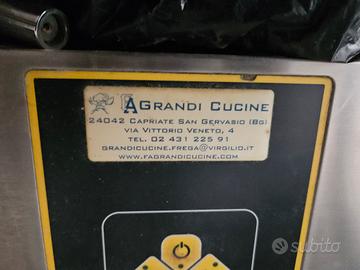 FAGRANDI CUCINE
24042 CAPRIATE SAN GERVASIO (BG)
VIA VITTORIO VENETO, 4
TEL. 02 431 225 91
GRANDICUCINE.FREGA@VIRGILIO.IT
WWW.FAGRANDICUCINE.COM
subito